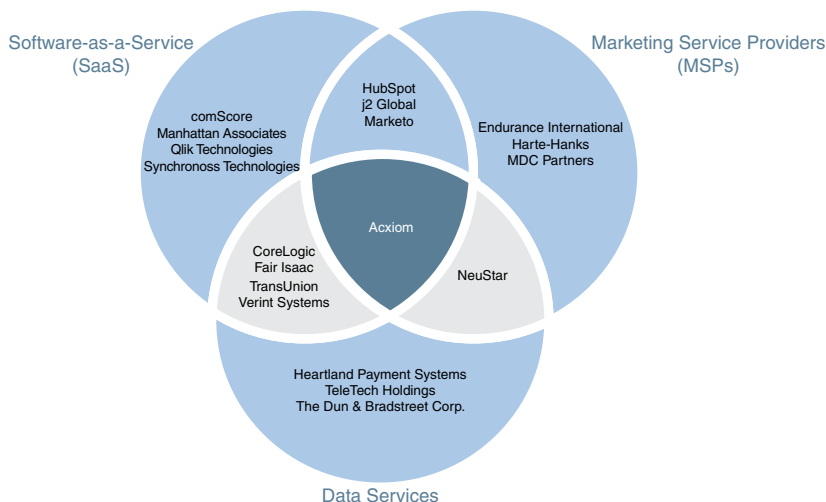 Software-as-a-Service
(SaaS)
Marketing Service Providers
(MSPs)
HubSpot
j2 Global
Marketo
comScore
Manhattan Associates
Qlik Technologies
Synchronoss Technologies
Endurance International
Harte-Hanks
MDC Partners
Acxiom
CoreLogic
Fair Isaac
TransUnion
Verint Systems
NeuStar
Heartland Payment Systems
TeleTech Holdings
The Dun & Bradstreet Corp.
Data Services